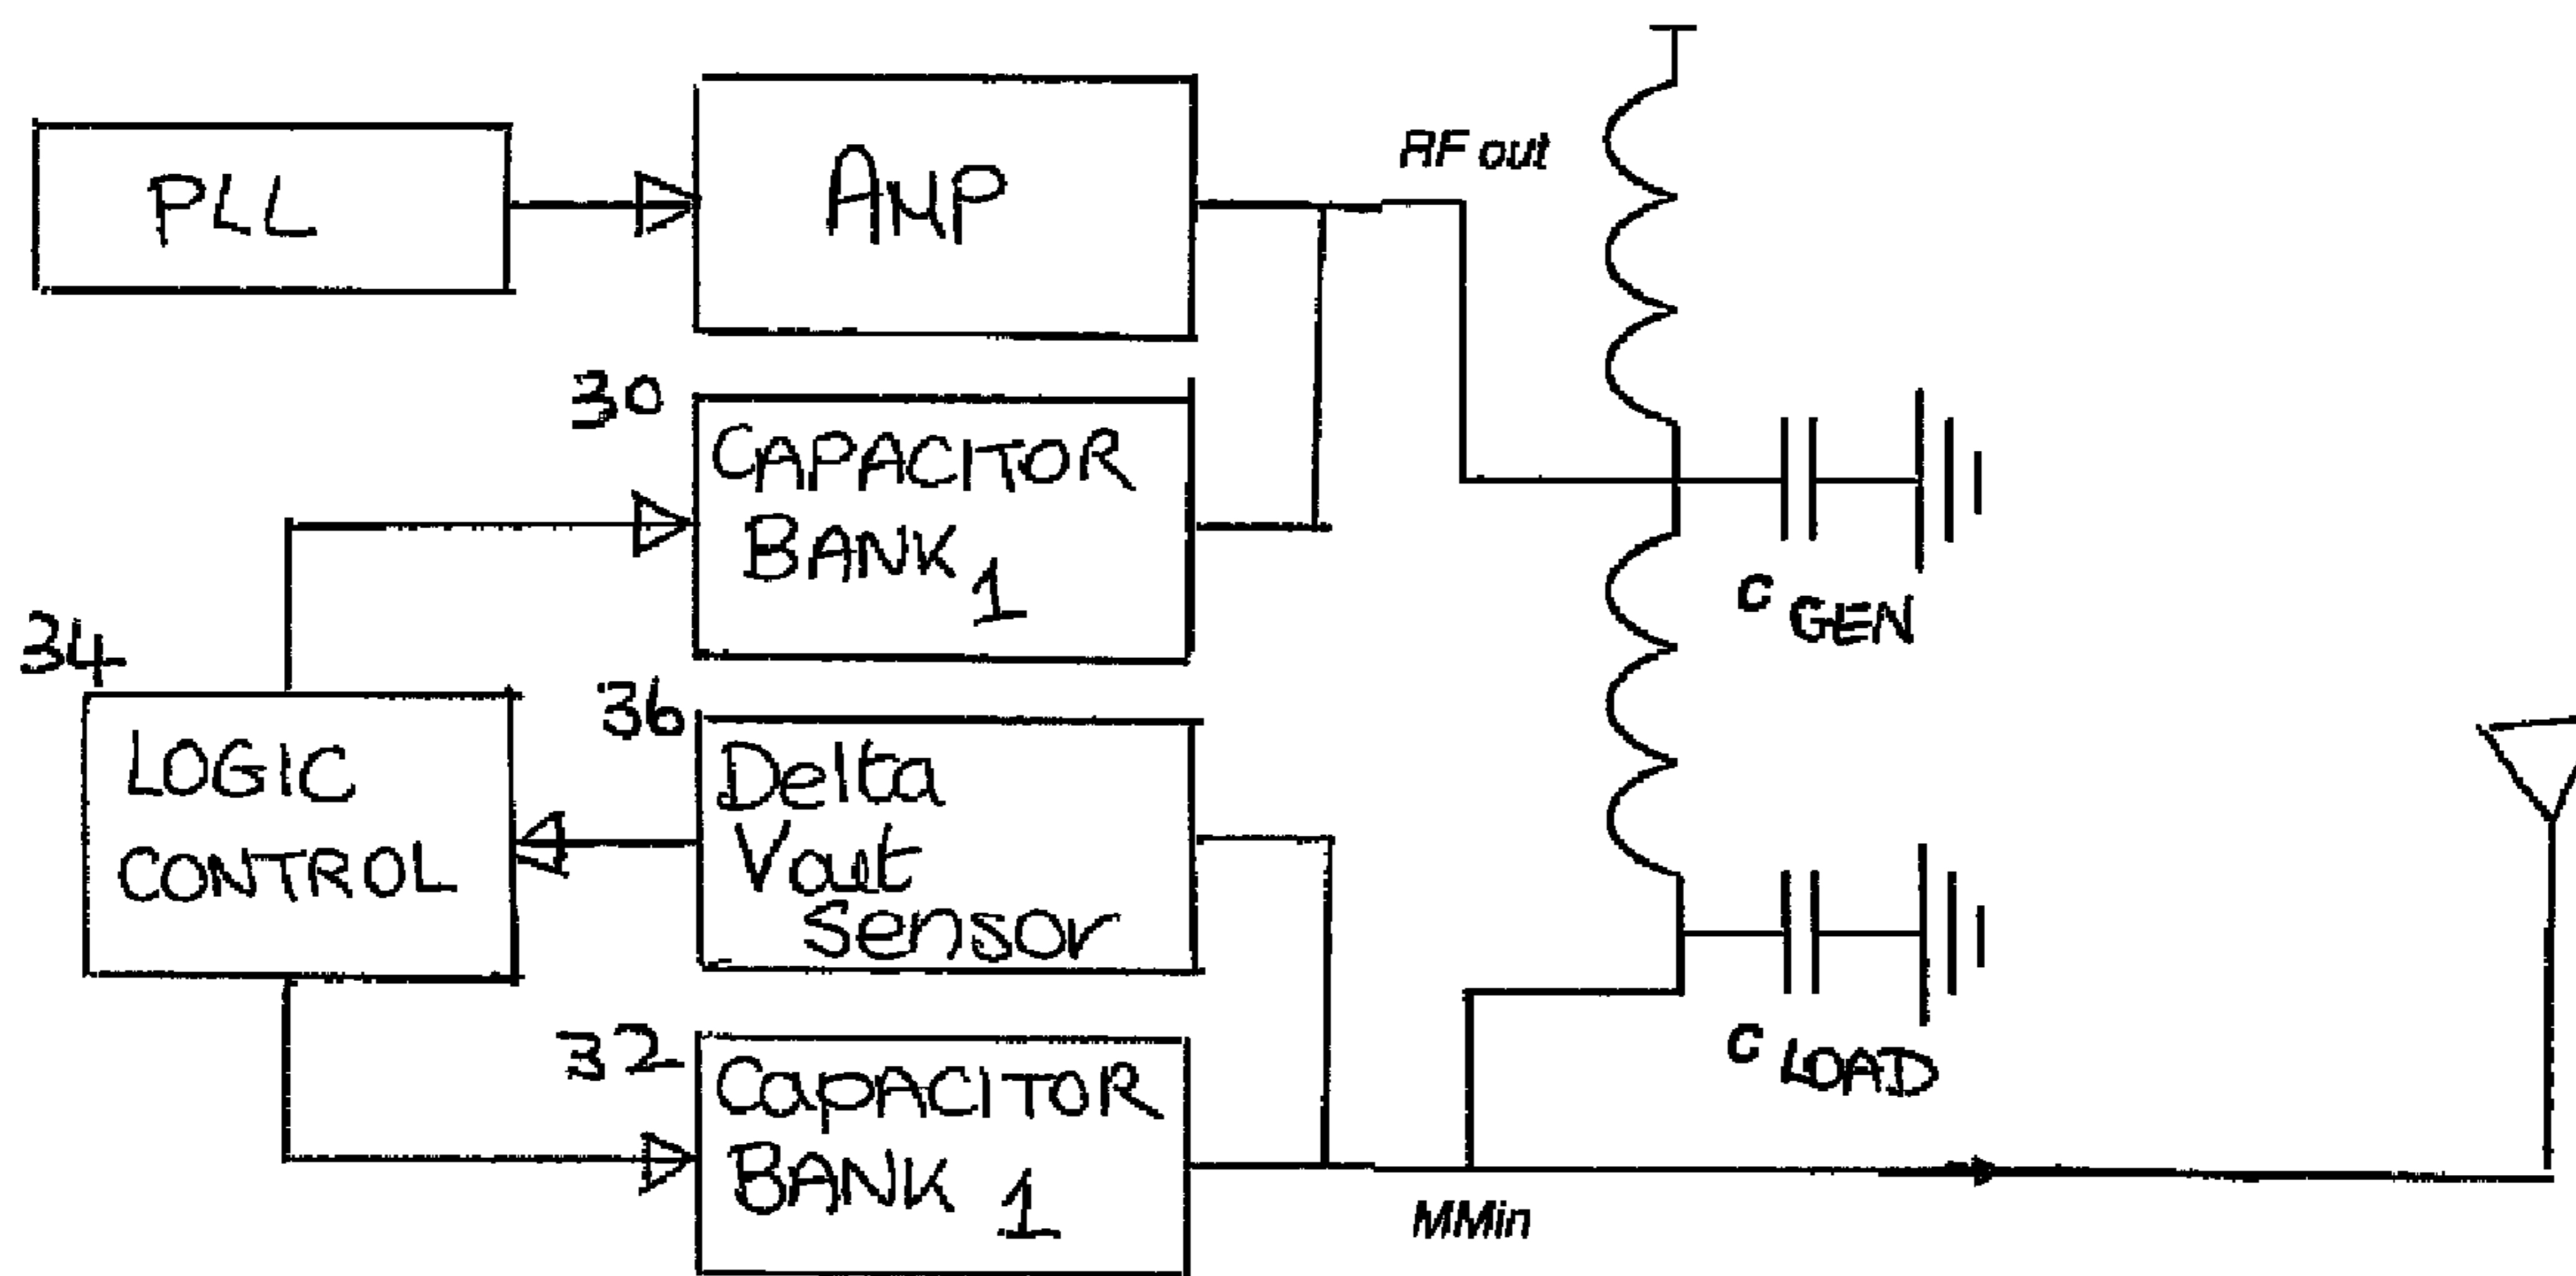 PLL
AMP
RF out
30
CAPACITOR
BANK 1
C GEN
34
LOGIC
CONTROL
36
Delta
Vout
Sensor
32
CAPACITOR
BANK 1
C LOAD
MMin